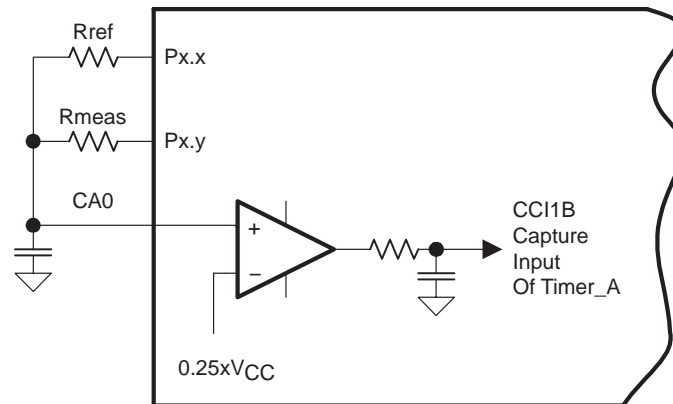 Rref
Px.x
Rmeas
Px.y
CA0
+
−
CCI1B
Capture
Input
Of Timer_A
0.25xVCC